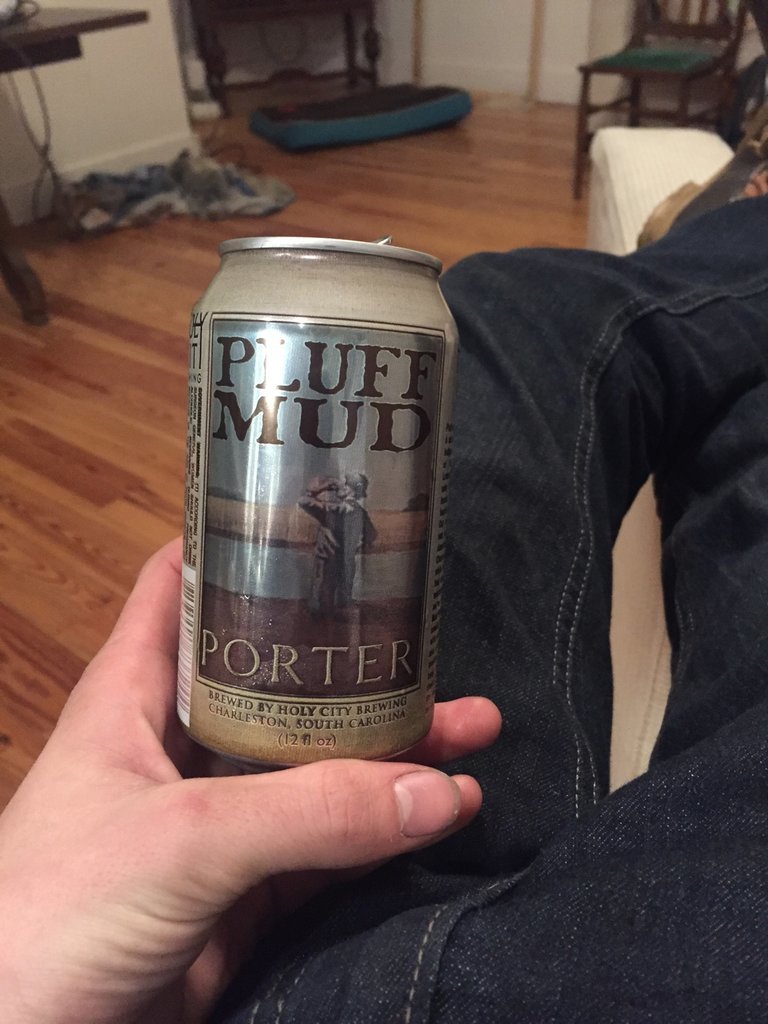 PLUFF
MUD
PORTER
BREWED BY HOLY CITY BREWING
CHARLESTON, SOUTH CAROLINA
(12 fl oz)